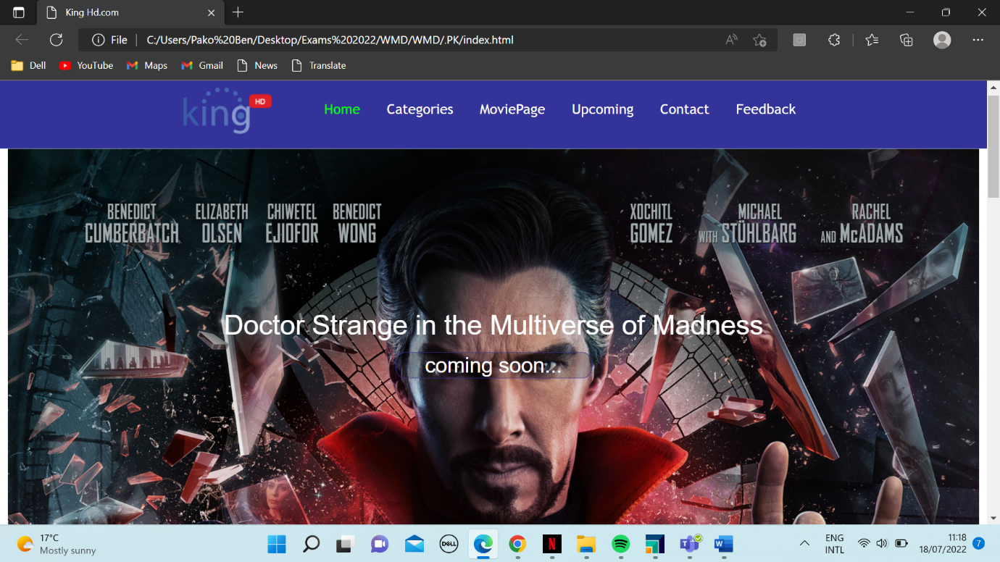 King Hd.com
File
C:/Users/Pako%20Ben/Desktop/Exams%202022/WMD/WMD/.PK/index.html
Dell YouTube Maps Gmail News Translate
king HD
Home Categories MoviePage Upcoming Contact Feedback
BENEDICT CUMBERBATCH
ELIZABETH OLSEN
CHIWETEL EJIOFOR
BENEDICT WONG
XOCHITL GOMEZ
WITH MICHAEL STÜHLBARG
AND RACHEL McADAMS
Doctor Strange in the Multiverse of Madness
coming soon...
17°C
Mostly sunny
DELL
N
T
W
ENG
INTL
11:18
18/07/2022
7